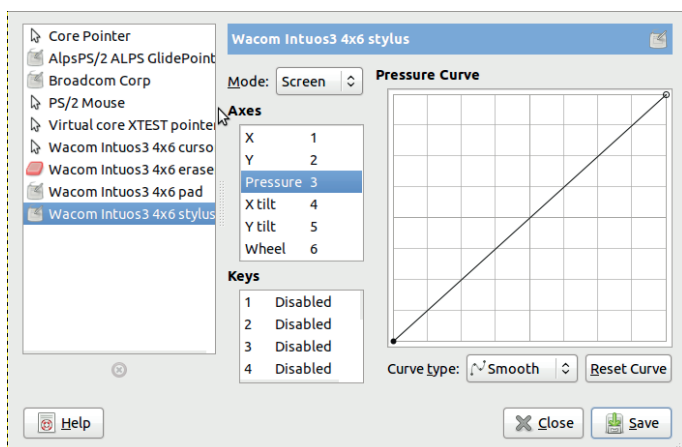 Core Pointer
AlpsPS/2 ALPS GlidePoint
Broadcom Corp
PS/2 Mouse
Virtual core XTEST pointer
Wacom Intuos3 4x6 curso
Wacom Intuos3 4x6 erase
Wacom Intuos3 4x6 pad
Wacom Intuos3 4x6 stylus
Wacom Intuos3 4x6 stylus
Mode: Screen
Axes
X 1
Y 2
Pressure 3
X tilt 4
Y tilt 5
Wheel 6
Keys
1 Disabled
2 Disabled
3 Disabled
4 Disabled
Pressure Curve
Curve type: Smooth Reset Curve
Help Close Save